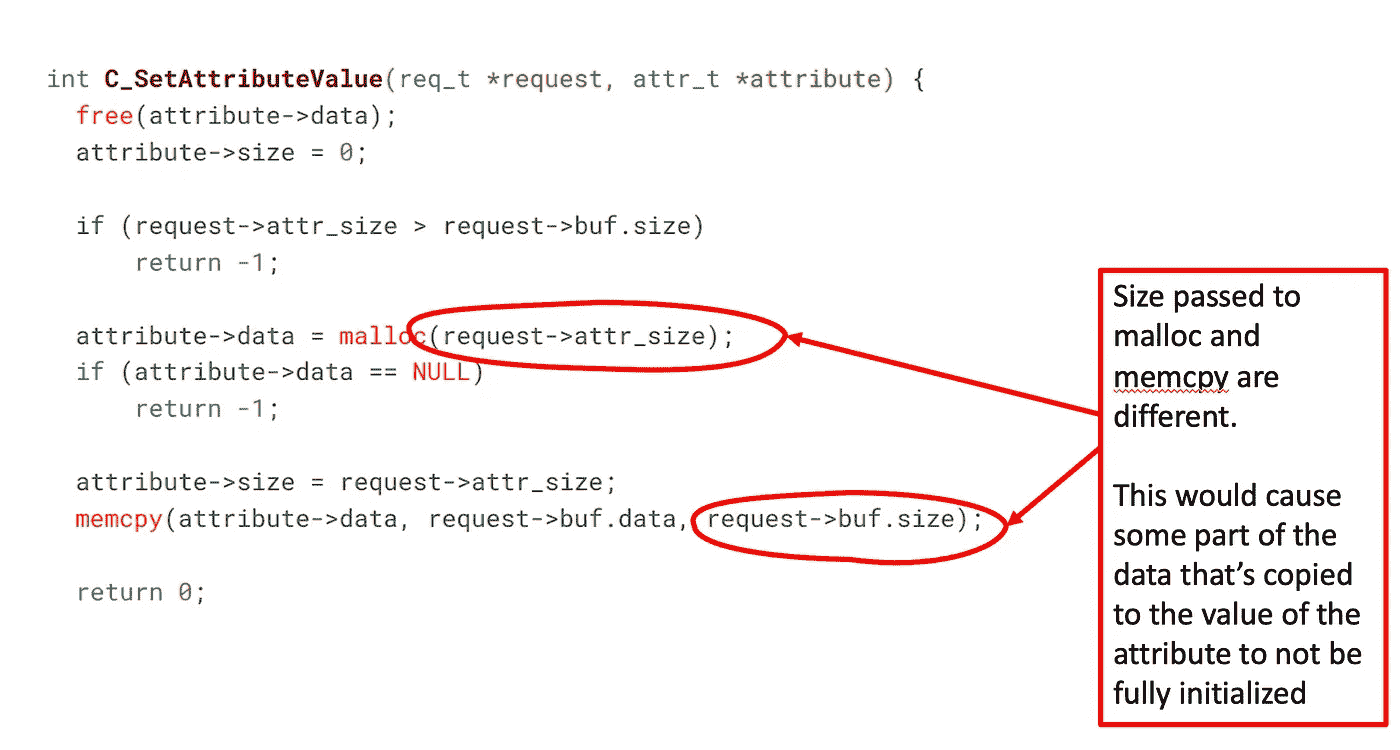 int C_SetAttributeValue(req_t *request, attr_t *attribute) {
free(attribute->data);
attribute->size = 0;
if (request->attr_size > request->buf.size)
return -1;
attribute->data = malloc(request->attr_size);
if (attribute->data == NULL)
return -1;
attribute->size = request->attr_size;
memcpy(attribute->data, request->buf.data, request->buf.size);
return 0;
Size passed to
malloc and
memcpy are
different.
This would cause
some part of the
data that’s copied
to the value of the
attribute to not be
fully initialized